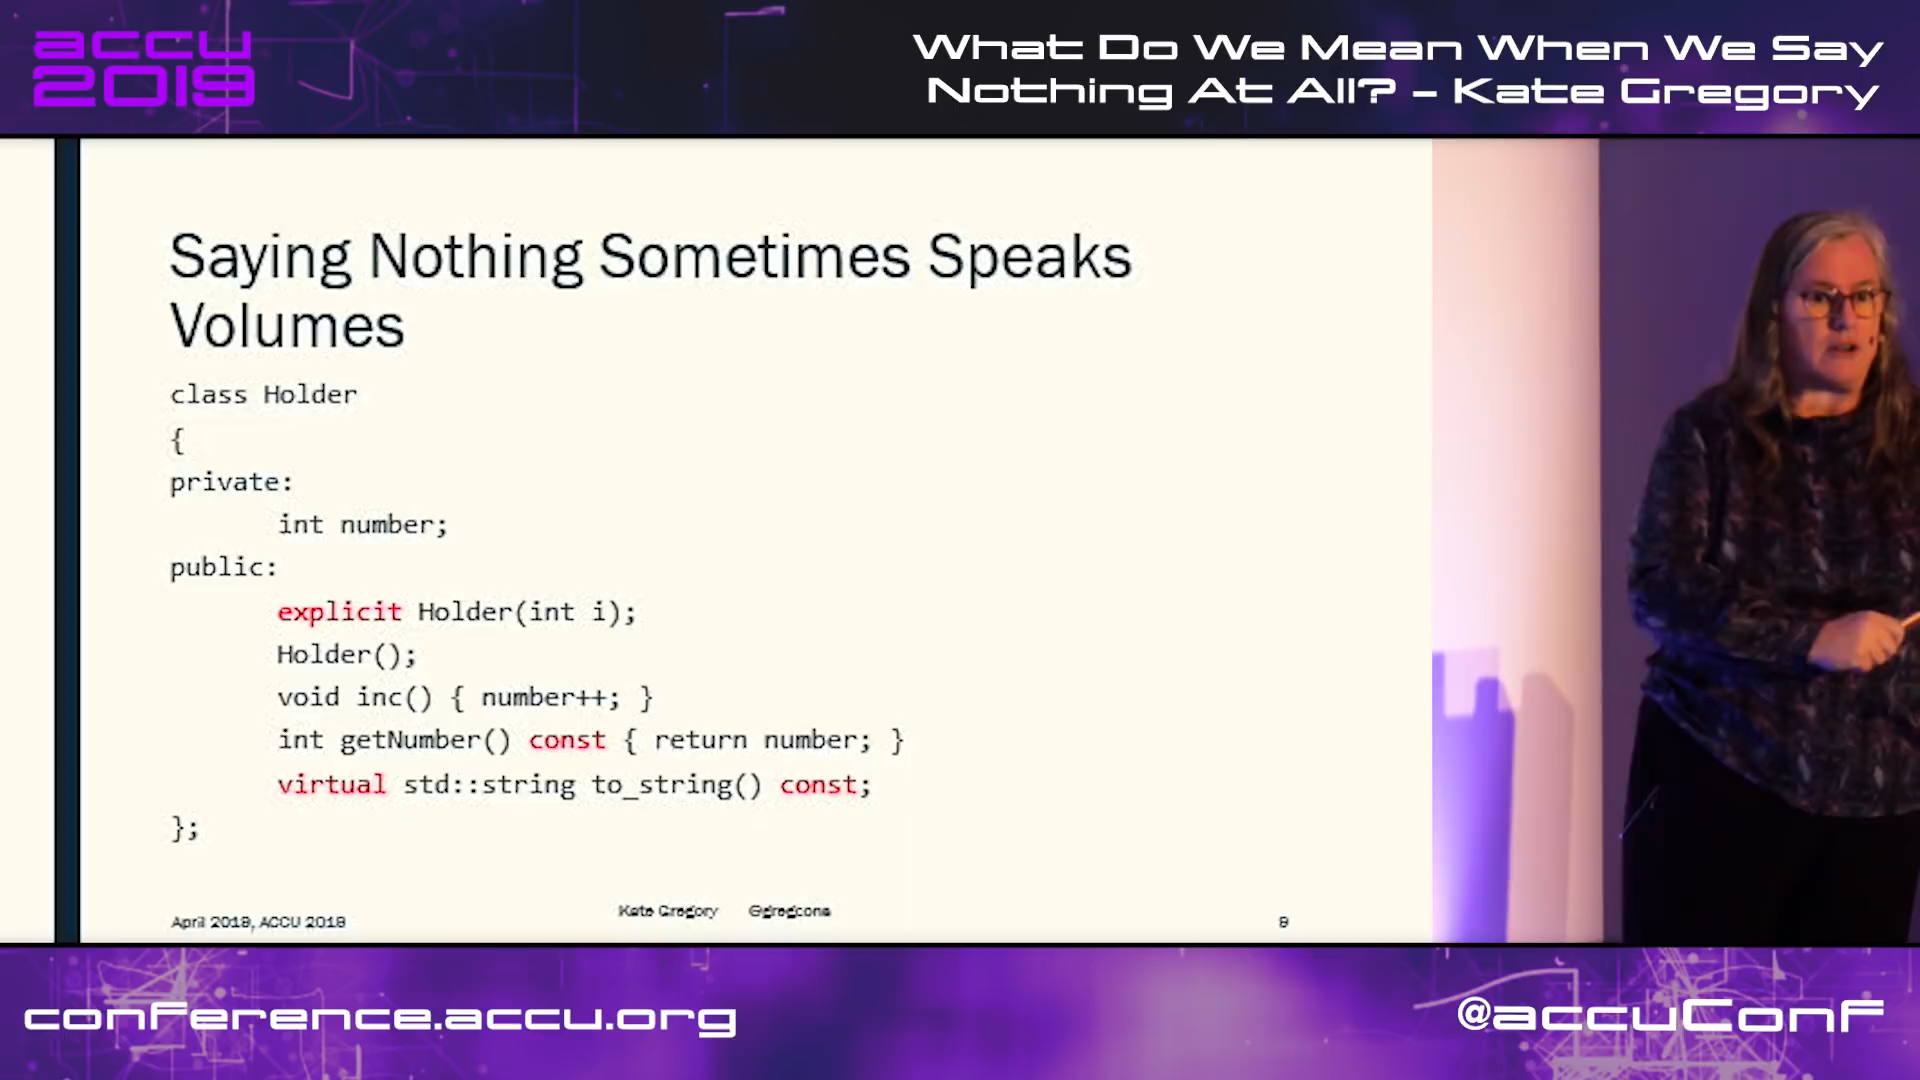 accu
2019
What Do We Mean When We Say
Nothing At All? - Kate Gregory
Saying Nothing Sometimes Speaks
Volumes
class Holder
{
private:
int number;
public:
explicit Holder(int i);
Holder();
void inc() { number++; }
int getNumber() const { return number; }
virtual std::string to_string() const;
};
April 2019, ACCU 2019
Kate Gregory @gregcons
9
conference.accu.org
@accuConf